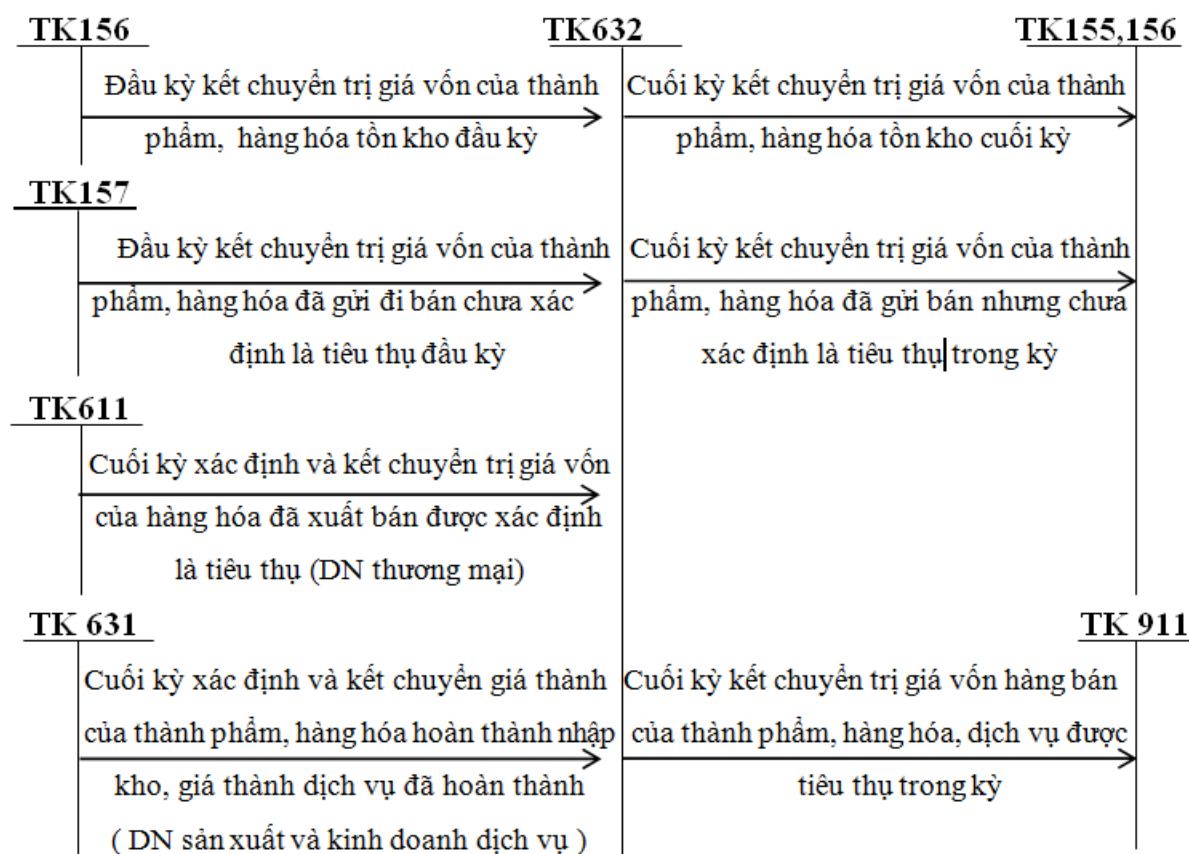 TK156 TK632 TK155,156
Đầu kỳ kết chuyển trị giá vốn của thành
phẩm, hàng hóa tồn kho đầu kỳ
Cuối kỳ kết chuyển trị giá vốn của thành
phẩm, hàng hóa tồn kho cuối kỳ
TK157
Đầu kỳ kết chuyển trị giá vốn của thành
phẩm, hàng hóa đã gửi đi bán chưa xác
định là tiêu thụ đầu kỳ
Cuối kỳ kết chuyển trị giá vốn của thành
phẩm, hàng hóa đã gửi bán nhưng chưa
xác định là tiêu thụ trong kỳ
TK611
Cuối kỳ xác định và kết chuyển trị giá vốn
của hàng hóa đã xuất bán được xác định
là tiêu thụ (DN thương mại)
TK 631 TK 911
Cuối kỳ xác định và kết chuyển giá thành
của thành phẩm, hàng hóa hoàn thành nhập
kho, giá thành dịch vụ đã hoàn thành
( DN sản xuất và kinh doanh dịch vụ )
Cuối kỳ kết chuyển trị giá vốn hàng bán
của thành phẩm, hàng hóa, dịch vụ được
tiêu thụ trong kỳ